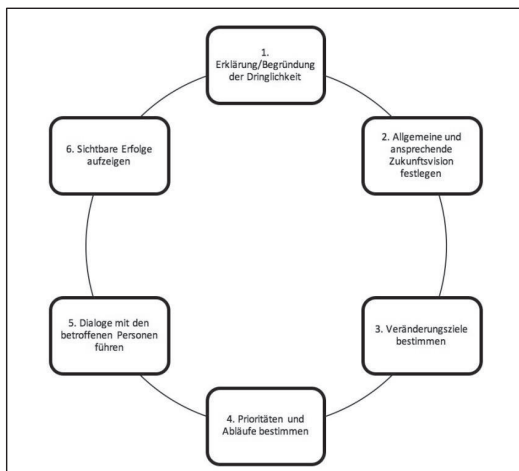 1.
Erklärung/Begründung
der Dringlichkeit
2. Allgemeine und
ansprechende
Zukunftsvision
festlegen
3. Veränderungsziele
bestimmen
4. Prioritäten und
Abläufe bestimmen
5. Dialoge mit den
betroffenen Personen
führen
6. Sichtbare Erfolge
aufzeigen